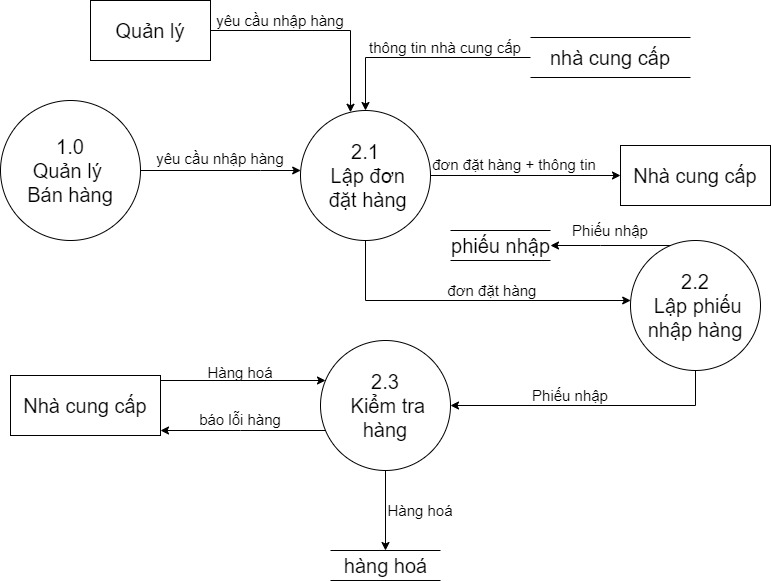 Quản lý
yêu cầu nhập hàng
thông tin nhà cung cấp
nhà cung cấp
1.0
Quản lý
Bán hàng
yêu cầu nhập hàng
2.1
Lập đơn
đặt hàng
đơn đặt hàng + thông tin
Nhà cung cấp
phiếu nhập
Phiếu nhập
2.2
Lập phiếu
nhập hàng
đơn đặt hàng
Nhà cung cấp
Hàng hoá
báo lỗi hàng
2.3
Kiểm tra
hàng
Phiếu nhập
Hàng hoá
hàng hoá